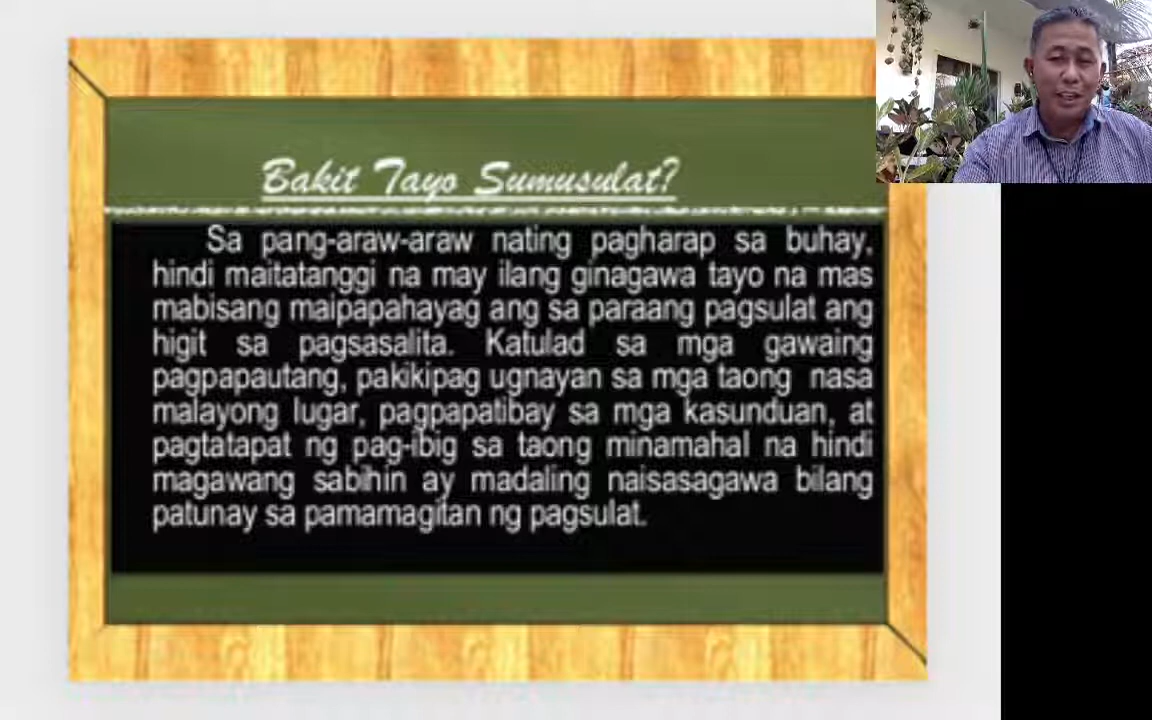 Bakit Tayo Sumusulat?
Sa pang-araw-araw nating pagharap sa buhay,
hindi maitatanggi na may ilang ginagawa tayo na mas
mabisang maipapahayag ang sa paraang pagsulat ang
higit sa pagsasalita. Katulad sa mga gawaing
pagpapautang, pakikipag ugnayan sa mga taong nasa
malayong lugar, pagpapatibay sa mga kasunduan, at
pagtatapat ng pag-ibig sa taong minamahal na hindi
magawang sabihin ay madaling naisasagawa bilang
patunay sa pamamagitan ng pagsulat.